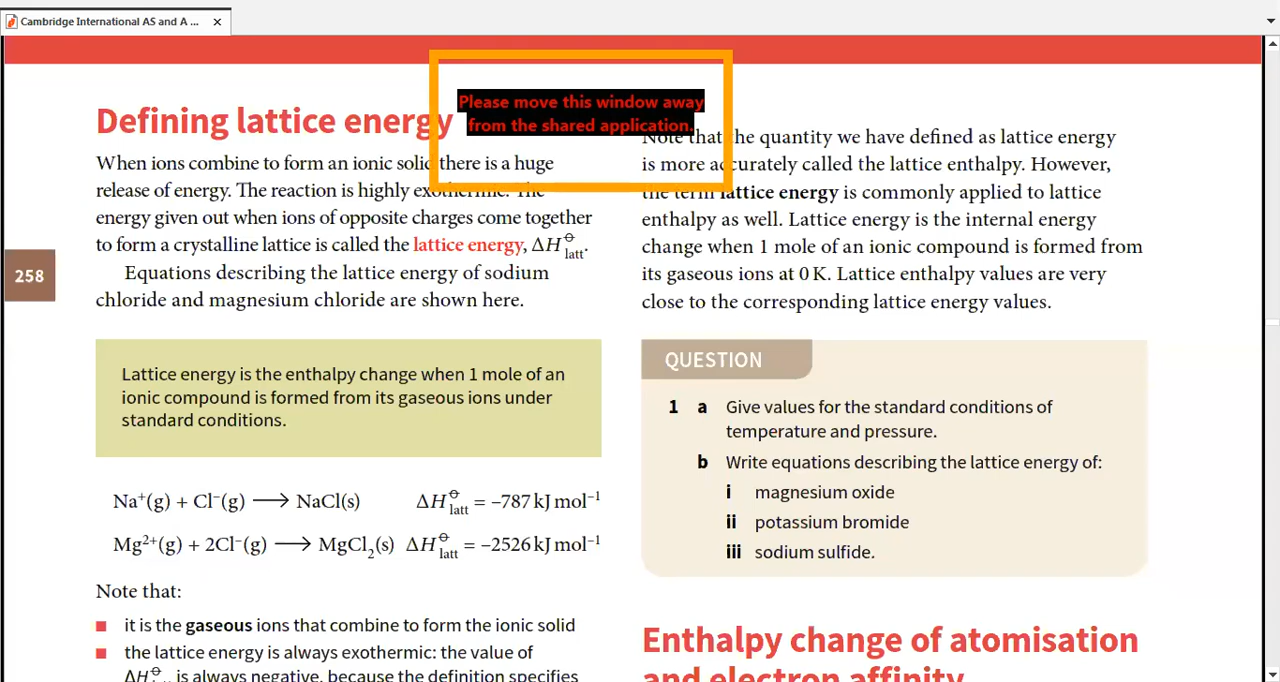 Cambridge International AS and A ...
Please move this window away
from the shared application.
Defining lattice energy
When ions combine to form an ionic solid there is a huge
release of energy. The reaction is highly exothermic. The
energy given out when ions of opposite charges come together
to form a crystalline lattice is called the lattice energy, ΔH⦵latt.
Equations describing the lattice energy of sodium
chloride and magnesium chloride are shown here.
258
Lattice energy is the enthalpy change when 1 mole of an
ionic compound is formed from its gaseous ions under
standard conditions.
Na⁺(g) + Cl⁻(g) ⟶ NaCl(s) ΔH⦵latt = –787 kJ mol⁻¹
Mg²⁺(g) + 2Cl⁻(g) ⟶ MgCl₂(s) ΔH⦵latt = –2526 kJ mol⁻¹
Note that:
■ it is the gaseous ions that combine to form the ionic solid
■ the lattice energy is always exothermic: the value of
ΔH⦵ is always negative, because the definition specifies
Note that the quantity we have defined as lattice energy
is more accurately called the lattice enthalpy. However,
the term lattice energy is commonly applied to lattice
enthalpy as well. Lattice energy is the internal energy
change when 1 mole of an ionic compound is formed from
its gaseous ions at 0 K. Lattice enthalpy values are very
close to the corresponding lattice energy values.
QUESTION
1 a Give values for the standard conditions of
temperature and pressure.
b Write equations describing the lattice energy of:
i magnesium oxide
ii potassium bromide
iii sodium sulfide.
Enthalpy change of atomisation
and electron affinity